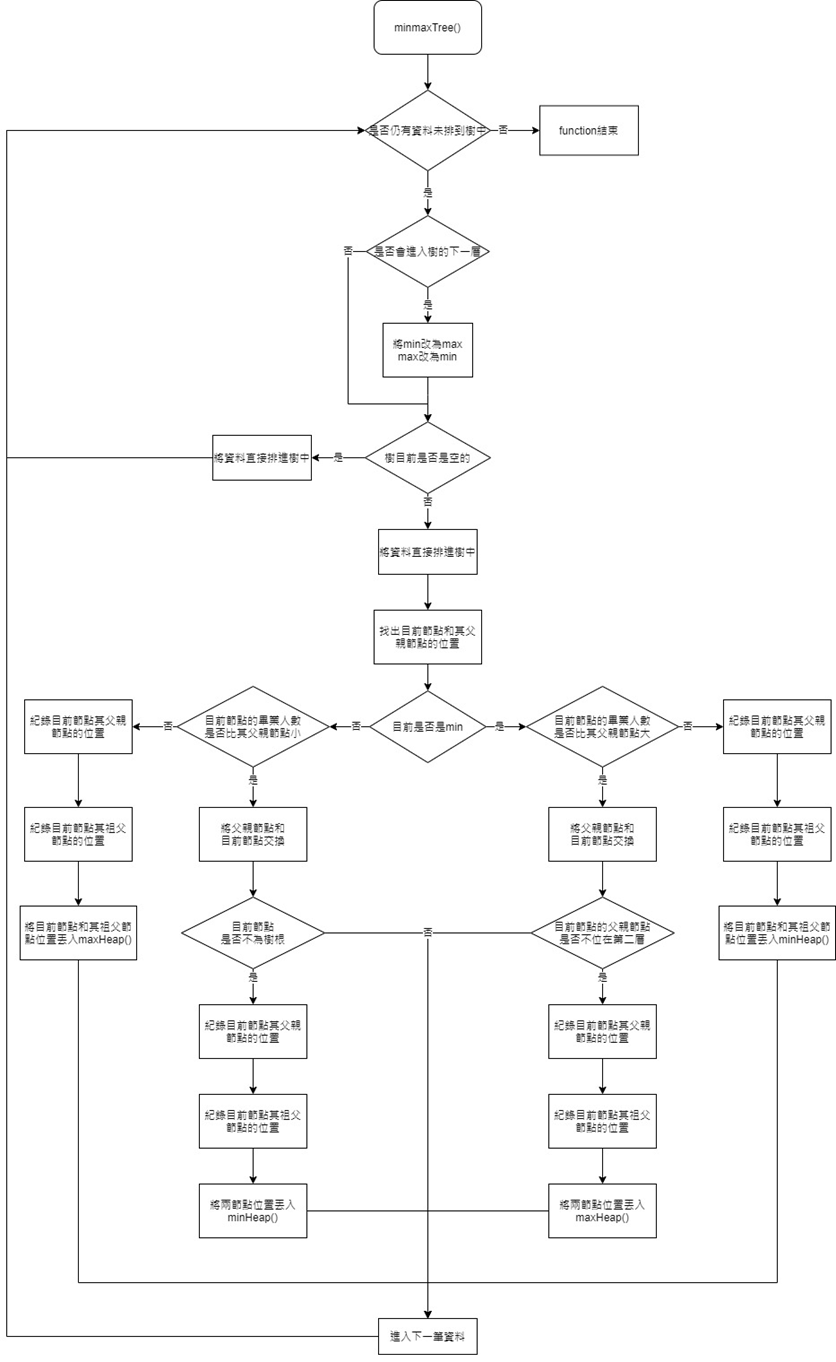 minmaxTree()
是否仍有資料未排到樹中
否
function結束
是
否
是否會進入樹的下一層
是
將min改為max
max改為min
將資料直接排進樹中
是
樹目前是否是空的
否
將資料直接排進樹中
找出目前節點和其父
親節點的位置
紀錄目前節點其父親
節點的位置
否
目前節點的畢業人數
是否比其父親節點小
否
目前是否是min
是
目前節點的畢業人數
是否比其父親節點大
否
紀錄目前節點其父親
節點的位置
是
是
紀錄目前節點其祖父
節點的位置
將父親節點和
目前節點交換
將父親節點和
目前節點交換
紀錄目前節點其祖父
節點的位置
將目前節點和其祖父節
點位置丟入maxHeap()
目前節點
是否不為樹根
否
目前節點的父親節點
是否不位在第二層
將目前節點和其祖父節
點位置丟入minHeap()
是
是
紀錄目前節點其父親
節點的位置
紀錄目前節點其父親
節點的位置
紀錄目前節點其祖父
節點的位置
紀錄目前節點其祖父
節點的位置
將兩節點位置丟入
minHeap()
將兩節點位置丟入
maxHeap()
進入下一筆資料